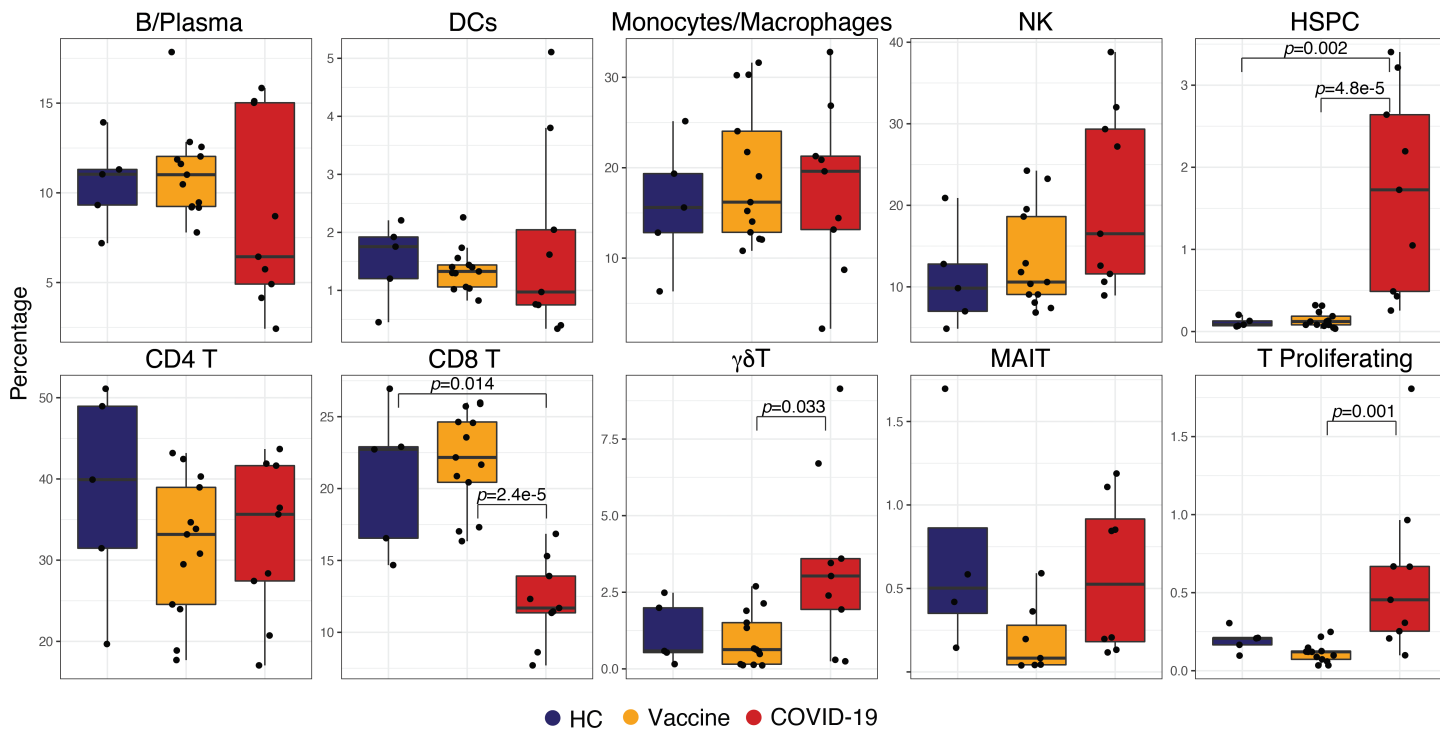 B/Plasma
DCs
Monocytes/Macrophages
NK
HSPC
Percentage
15
10
5
5
4
3
2
1
30
20
10
40
30
20
10
p=0.002
p=4.8e-5
3
2
1
0
CD4 T
CD8 T
γδT
MAIT
T Proliferating
50
40
30
20
p=0.014
p=2.4e-5
25
20
15
10
p=0.033
7.5
5.0
2.5
0.0
1.5
1.0
0.5
p=0.001
1.5
1.0
0.5
0.0
HC
Vaccine
COVID-19